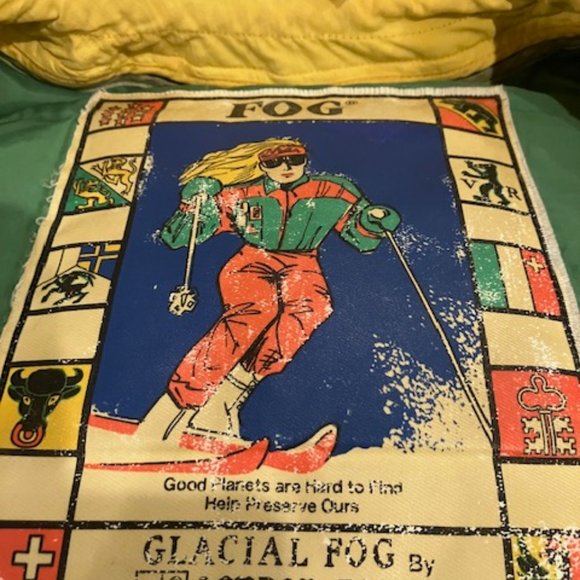 FOG®
V R
Good Planets are Hard to Find
Help Preserve Ours
GLACIAL FOG By